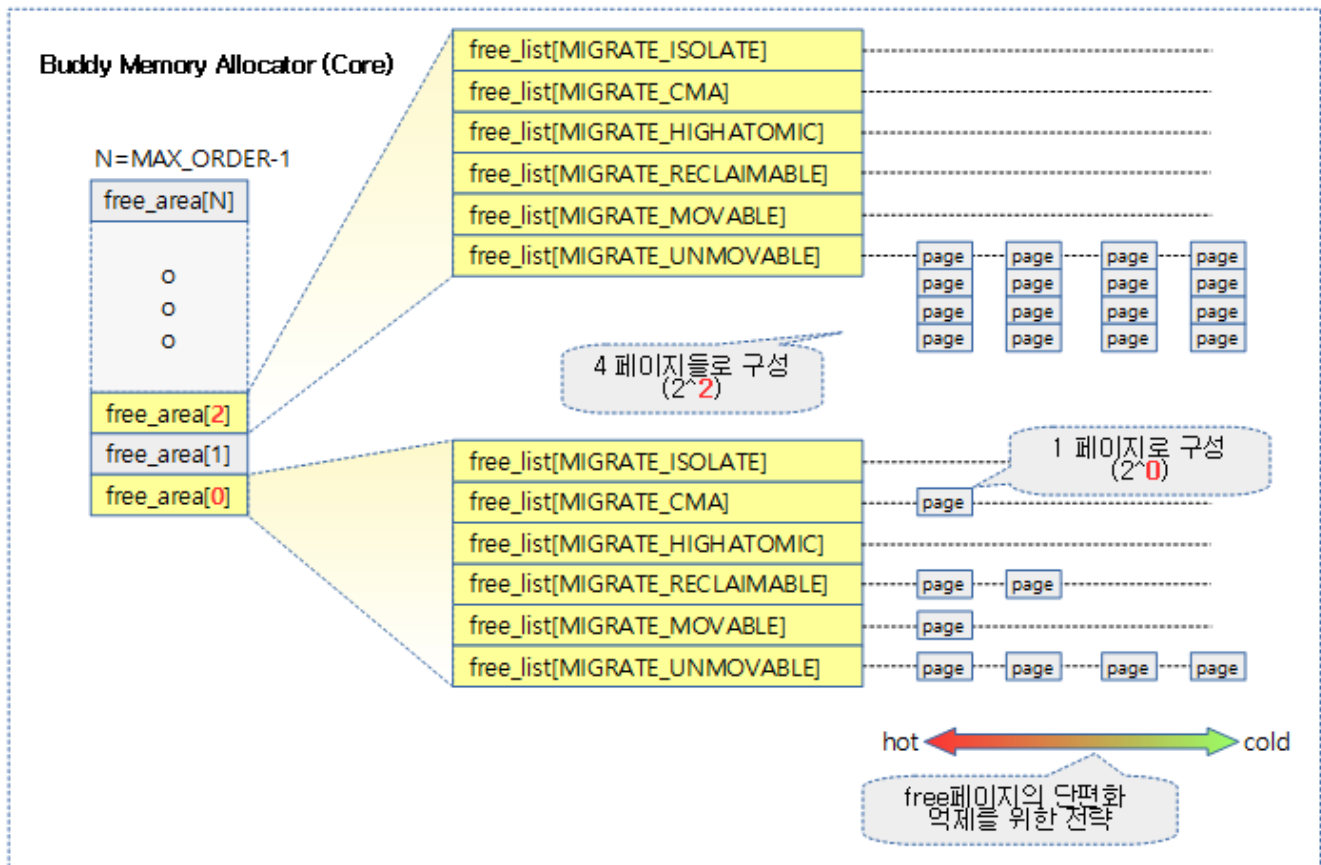 Buddy Memory Allocator (Core)
N=MAX_ORDER-1
free_area[N]
o
o
o
free_area[2]
free_area[1]
free_area[0]
free_list[MIGRATE_ISOLATE]
free_list[MIGRATE_CMA]
free_list[MIGRATE_HIGHATOMIC]
free_list[MIGRATE_RECLAIMABLE]
free_list[MIGRATE_MOVABLE]
free_list[MIGRATE_UNMOVABLE]
page page page page
page page page page
page page page page
page page page page
4 페이지들로 구성
(2^2)
free_list[MIGRATE_ISOLATE]
1 페이지로 구성
(2^0)
free_list[MIGRATE_CMA] page
free_list[MIGRATE_HIGHATOMIC]
free_list[MIGRATE_RECLAIMABLE] page page
free_list[MIGRATE_MOVABLE] page
free_list[MIGRATE_UNMOVABLE] page page page page
hot cold
free페이지의 단편화
억제를 위한 전략